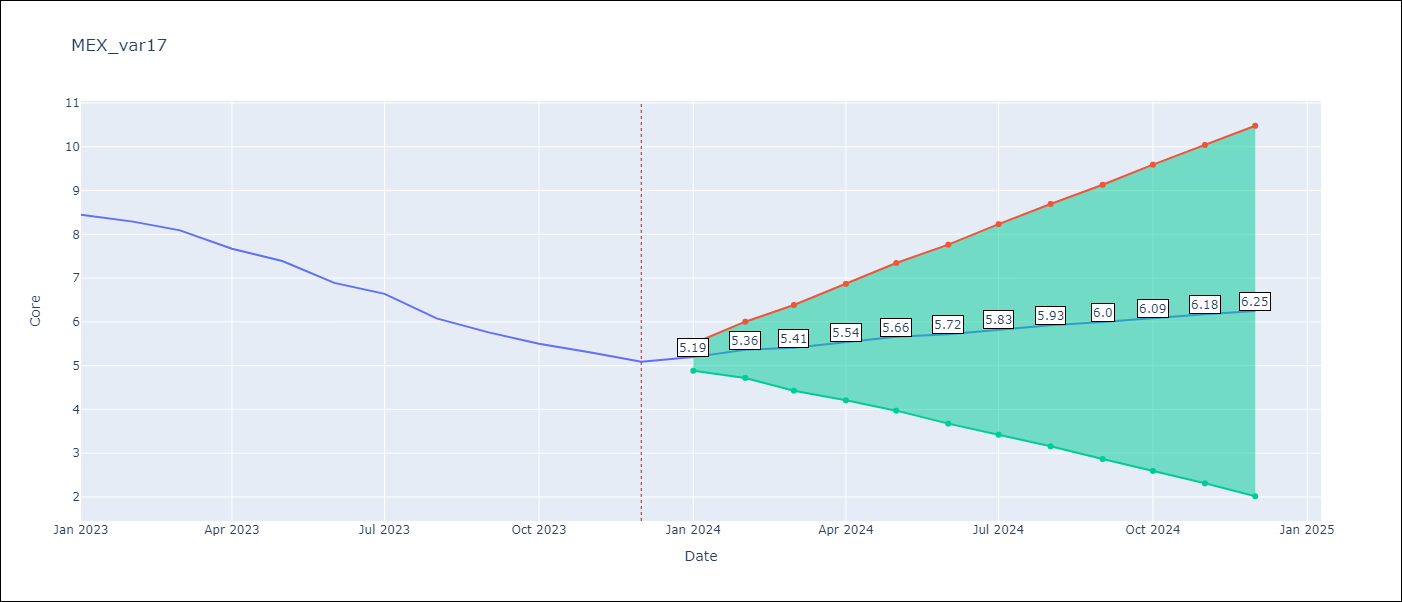 MEX_var17
11
10
9
8
7
6
5
4
3
2
Core
5.19
5.36
5.41
5.54
5.66
5.72
5.83
5.93
6.0
6.09
6.18
6.25
Jan 2023
Apr 2023
Jul 2023
Oct 2023
Jan 2024
Apr 2024
Jul 2024
Oct 2024
Jan 2025
Date